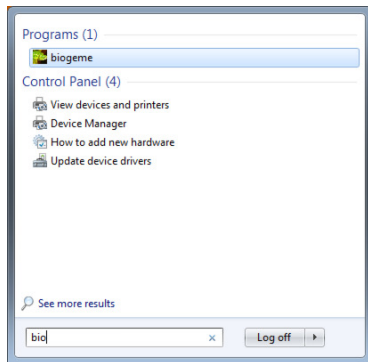 Programs (1)
biogeme
Control Panel (4)
View devices and printers
Device Manager
How to add new hardware
Update device drivers
See more results
bio
Log off